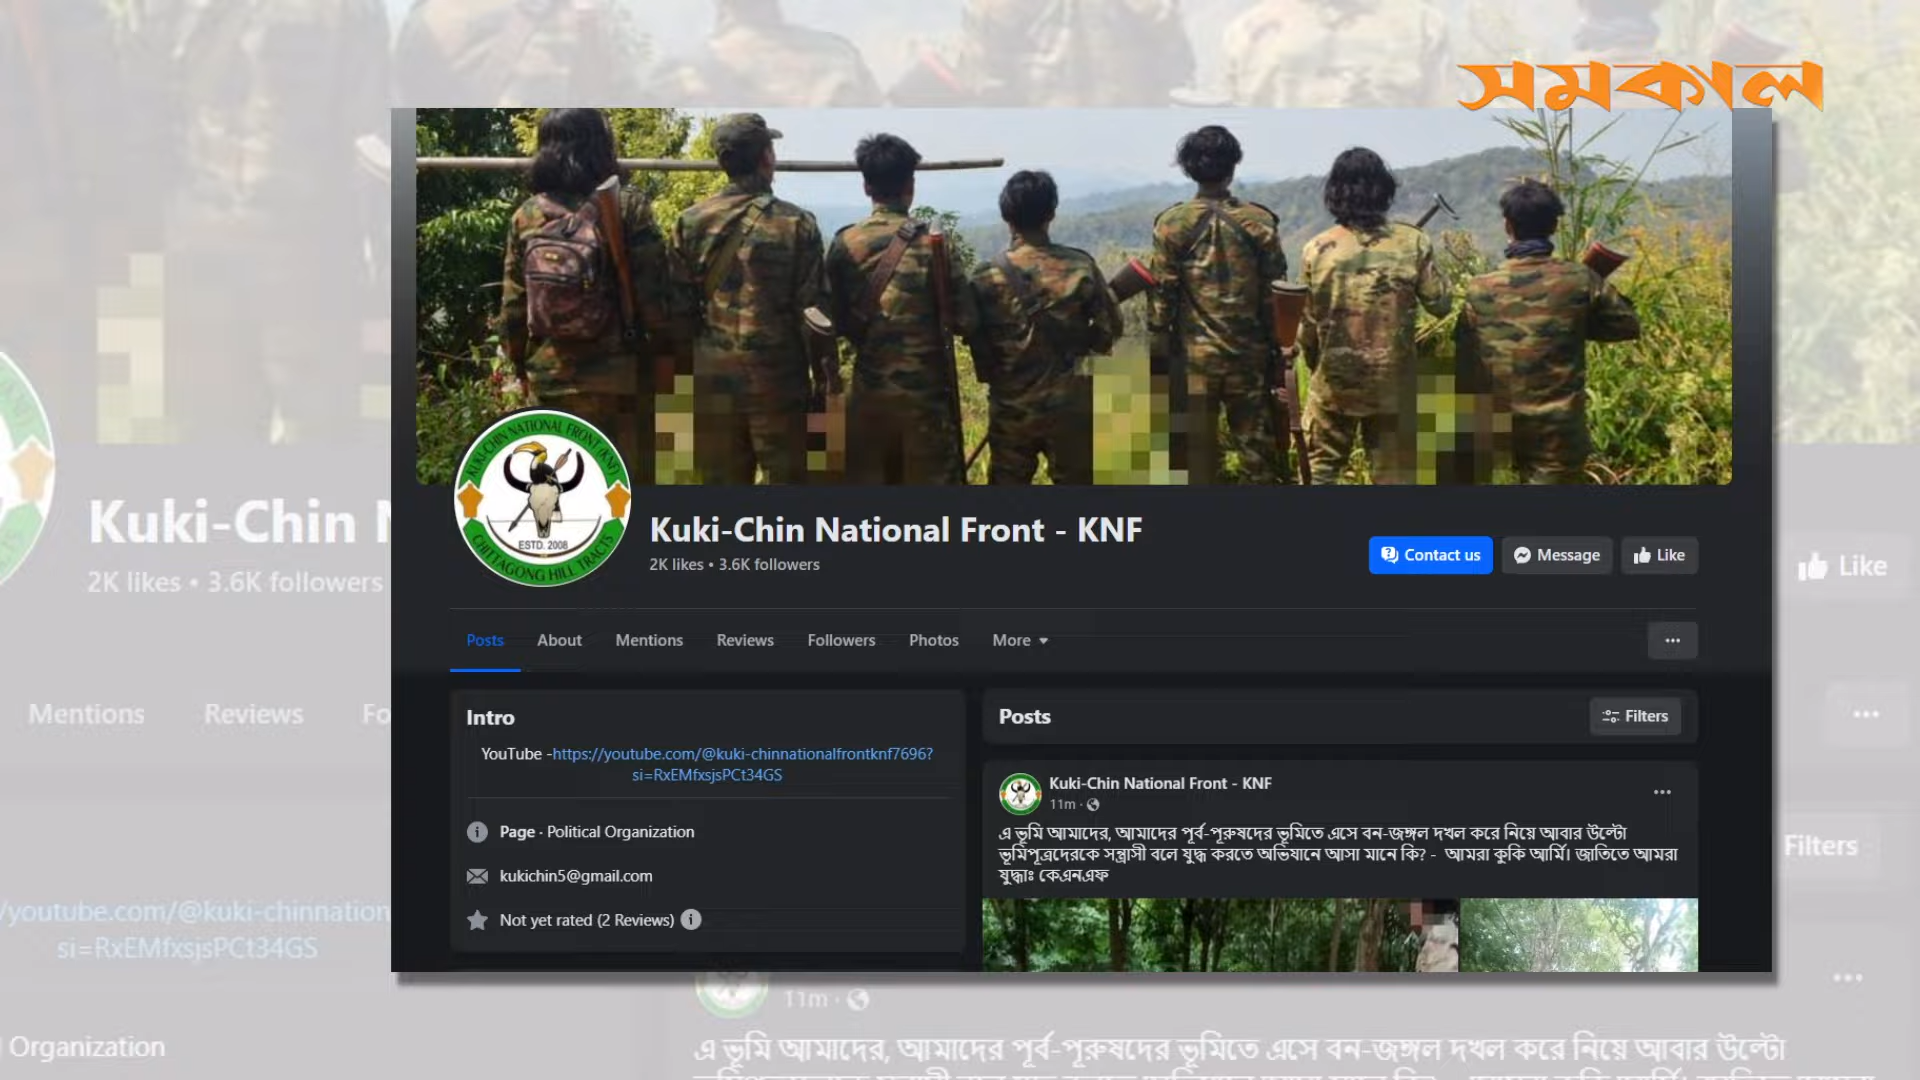 সমকাল
KUKI-CHIN NATIONAL FRONT (KNF)
ESTD. 2008
CHITTAGONG HILL TRACTS
Kuki-Chin National Front - KNF
2K likes • 3.6K followers
Contact us
Message
Like
Posts
About
Mentions
Reviews
Followers
Photos
More
Intro
YouTube -https://youtube.com/@kuki-chinnationalfrontknf7696?
si=RxEMfxsjsPCt34GS
Page · Political Organization
kukichin5@gmail.com
Not yet rated (2 Reviews)
Posts
Filters
Kuki-Chin National Front - KNF
11m
এ ভূমি আমাদের, আমাদের পূর্ব-পূরুষদের ভূমিতে এসে বন-জঙ্গল দখল করে নিয়ে আবার উল্টো
ভূমিপূত্রদেরকে সন্ত্রাসী বলে যুদ্ধ করতে অভিযানে আসা মানে কি? - আমরা কুকি আর্মি। জাতিতে আমরা
যুদ্ধাঃ কেএনএফ
Kuki-Chin
2K likes • 3.6K followers
Like
Mentions
Reviews
Fo
Filters
/youtube.com/@kuki-chinnation
si=RxEMfxsjsPCt34GS
11m
Organization
এ ভূমি আমাদের, আমাদের পূর্ব-পূরুষদের ভূমিতে এসে বন-জঙ্গল দখল করে নিয়ে আবার উল্টো